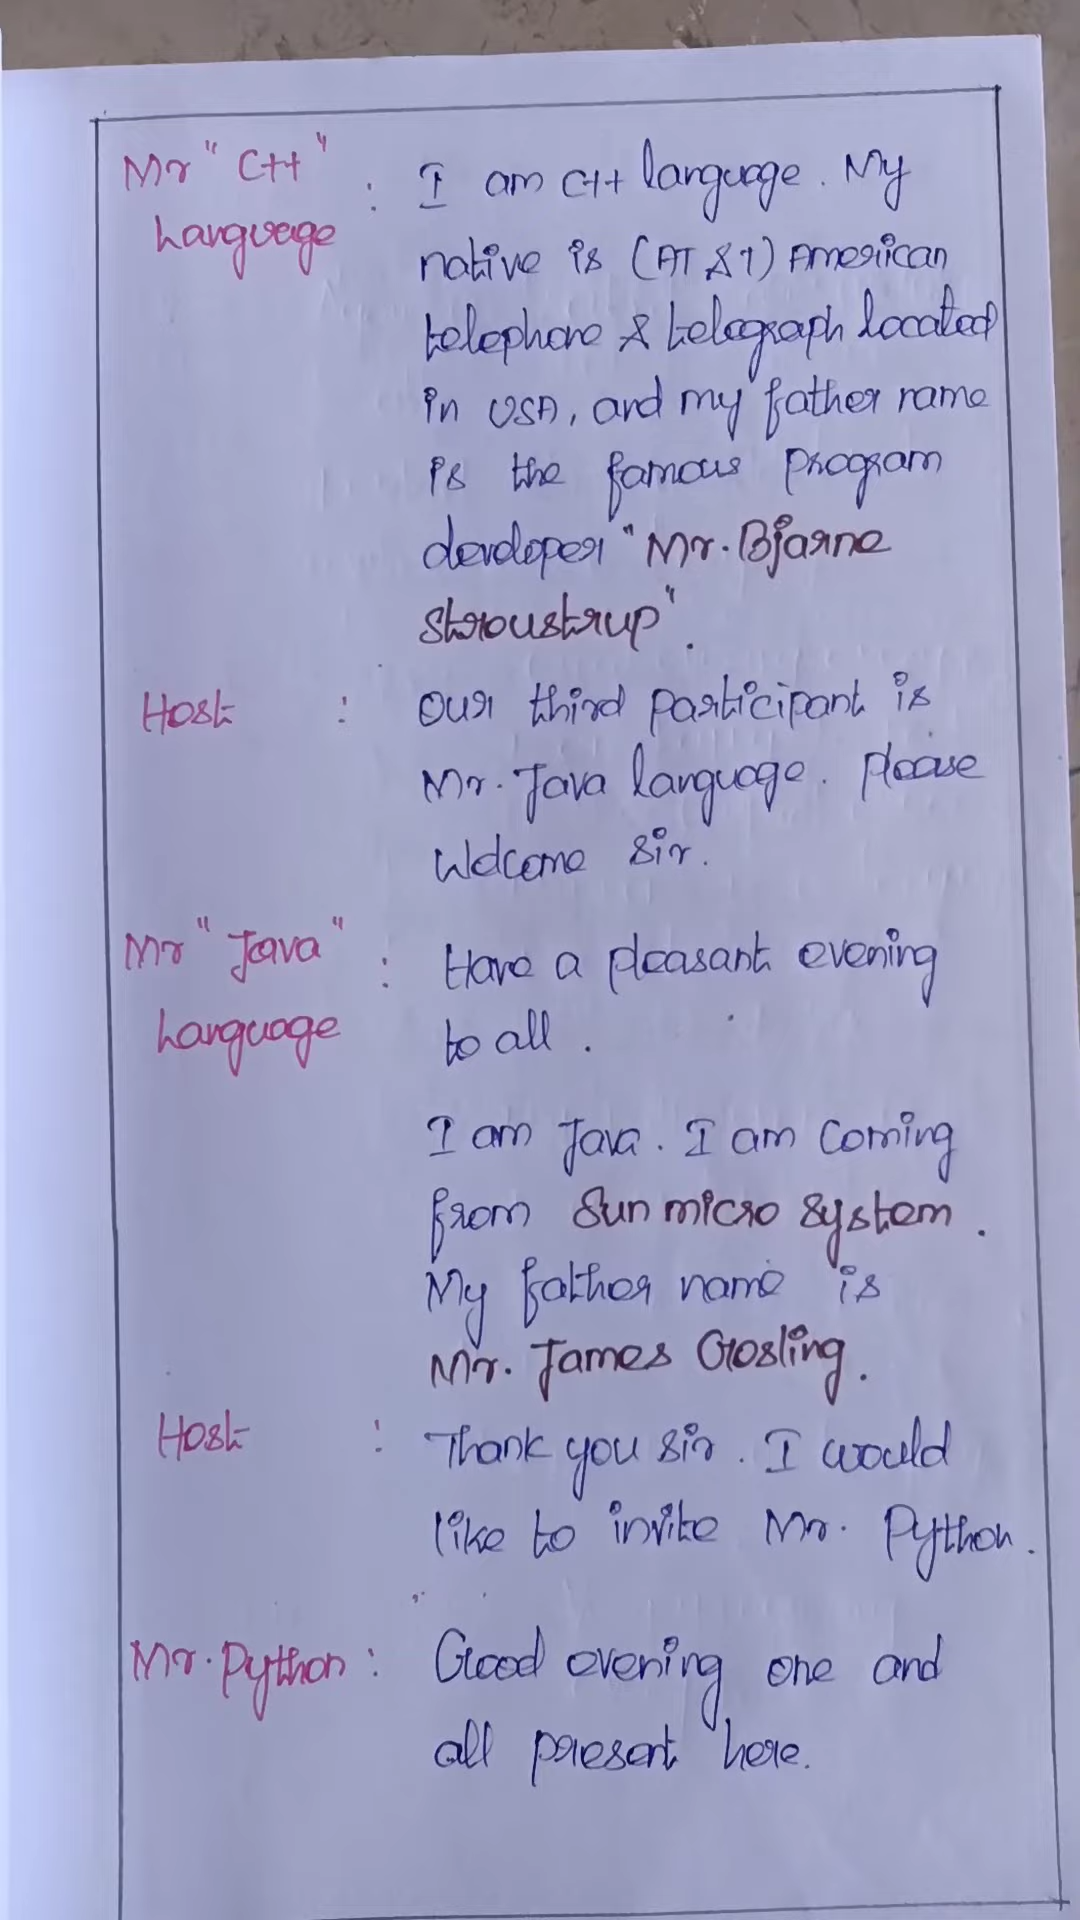 Mr "C++" : I am C++ language. My
Language native is (AT &T) American
telephone & telegraph located
in USA, and my father name
is the famous program
developer "Mr. Bjarne
Stroustrup".
Host : Our third participant is
Mr. Java language. Please
Welcome sir.
Mr "Java" : Have a pleasant evening
Language to all.
I am Java. I am Coming
from Sun micro system.
My father name is
Mr. James Gosling.
Host : Thank you sir. I would
like to invite Mr. Python.
Mr. Python : Good evening one and
all present here.